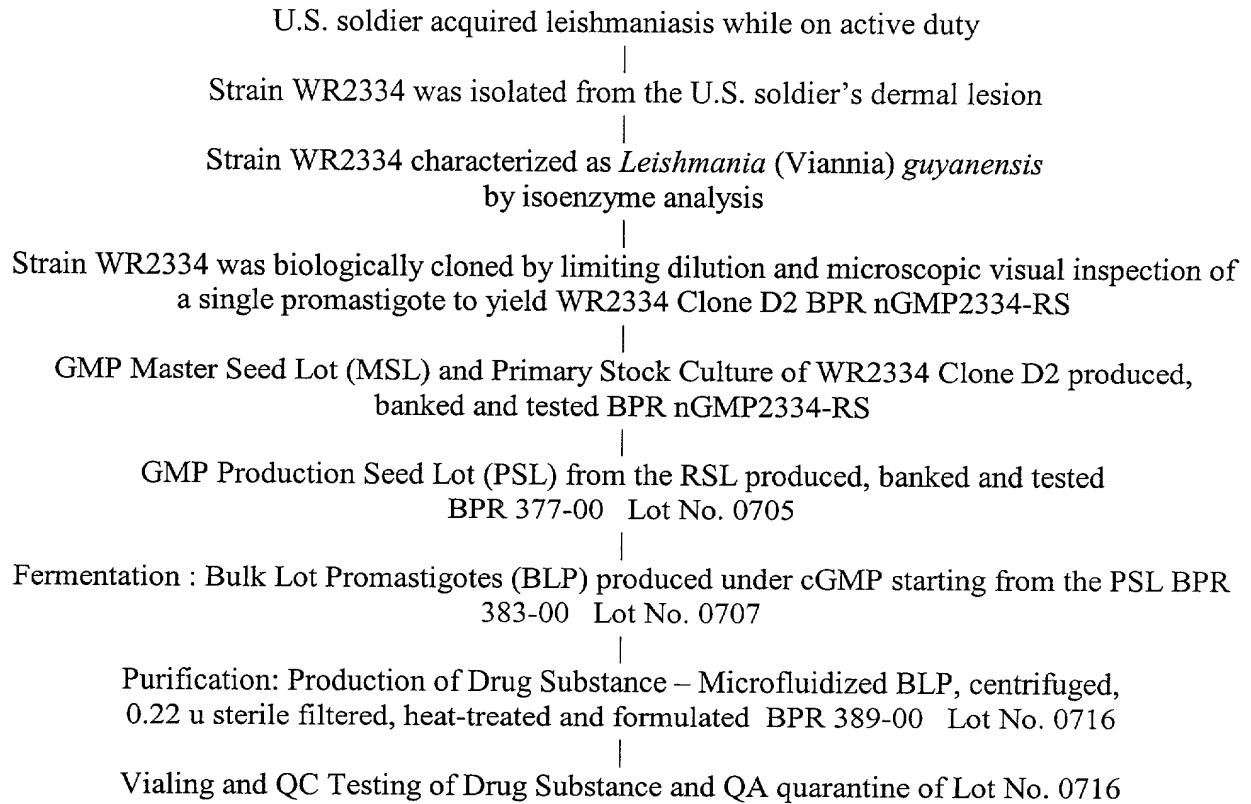 U.S. soldier acquired leishmaniasis while on active duty
Strain WR2334 was isolated from the U.S. soldier's dermal lesion
Strain WR2334 characterized as Leishmania (Viannia) guyanensis
by isoenzyme analysis
Strain WR2334 was biologically cloned by limiting dilution and microscopic visual inspection of
a single promastigote to yield WR2334 Clone D2 BPR nGMP2334-RS
GMP Master Seed Lot (MSL) and Primary Stock Culture of WR2334 Clone D2 produced,
banked and tested BPR nGMP2334-RS
GMP Production Seed Lot (PSL) from the RSL produced, banked and tested
BPR 377-00 Lot No. 0705
Fermentation : Bulk Lot Promastigotes (BLP) produced under cGMP starting from the PSL BPR
383-00 Lot No. 0707
Purification: Production of Drug Substance – Microfluidized BLP, centrifuged,
0.22 u sterile filtered, heat-treated and formulated BPR 389-00 Lot No. 0716
Vialing and QC Testing of Drug Substance and QA quarantine of Lot No. 0716